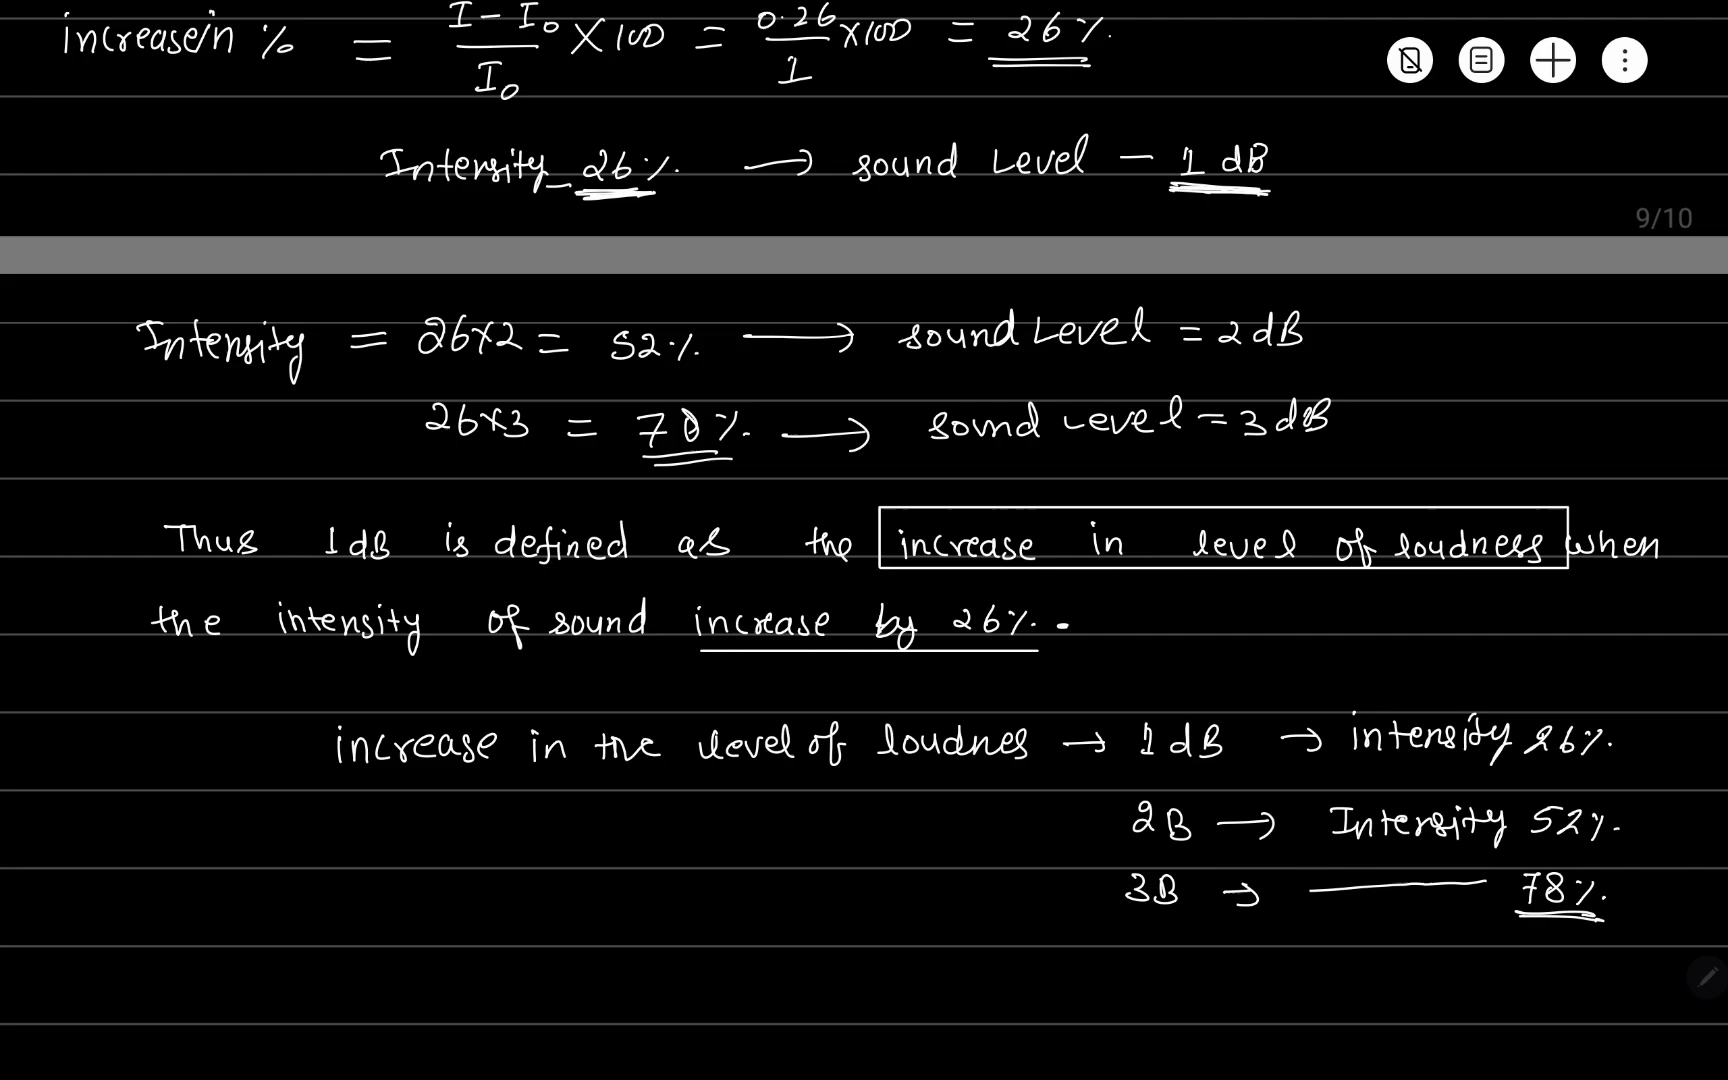 increase/n % = I - I₀ / I₀ × 100 = 0.26 / 1 × 100 = 26 %.
Intensity_26 %. → sound Level - 1 dB
9/10
Intensity = 26×2 = 52 %. → sound Level = 2 dB
26×3 = 78 %. → sound Level = 3 dB
Thus 1 dB is defined as the increase in level of loudness when
the intensity of sound increase by 26 %.
increase in the level of loudnes → 1 dB → intensity 26 %.
2B → Intensity 52 %.
3B → —— 78 %.